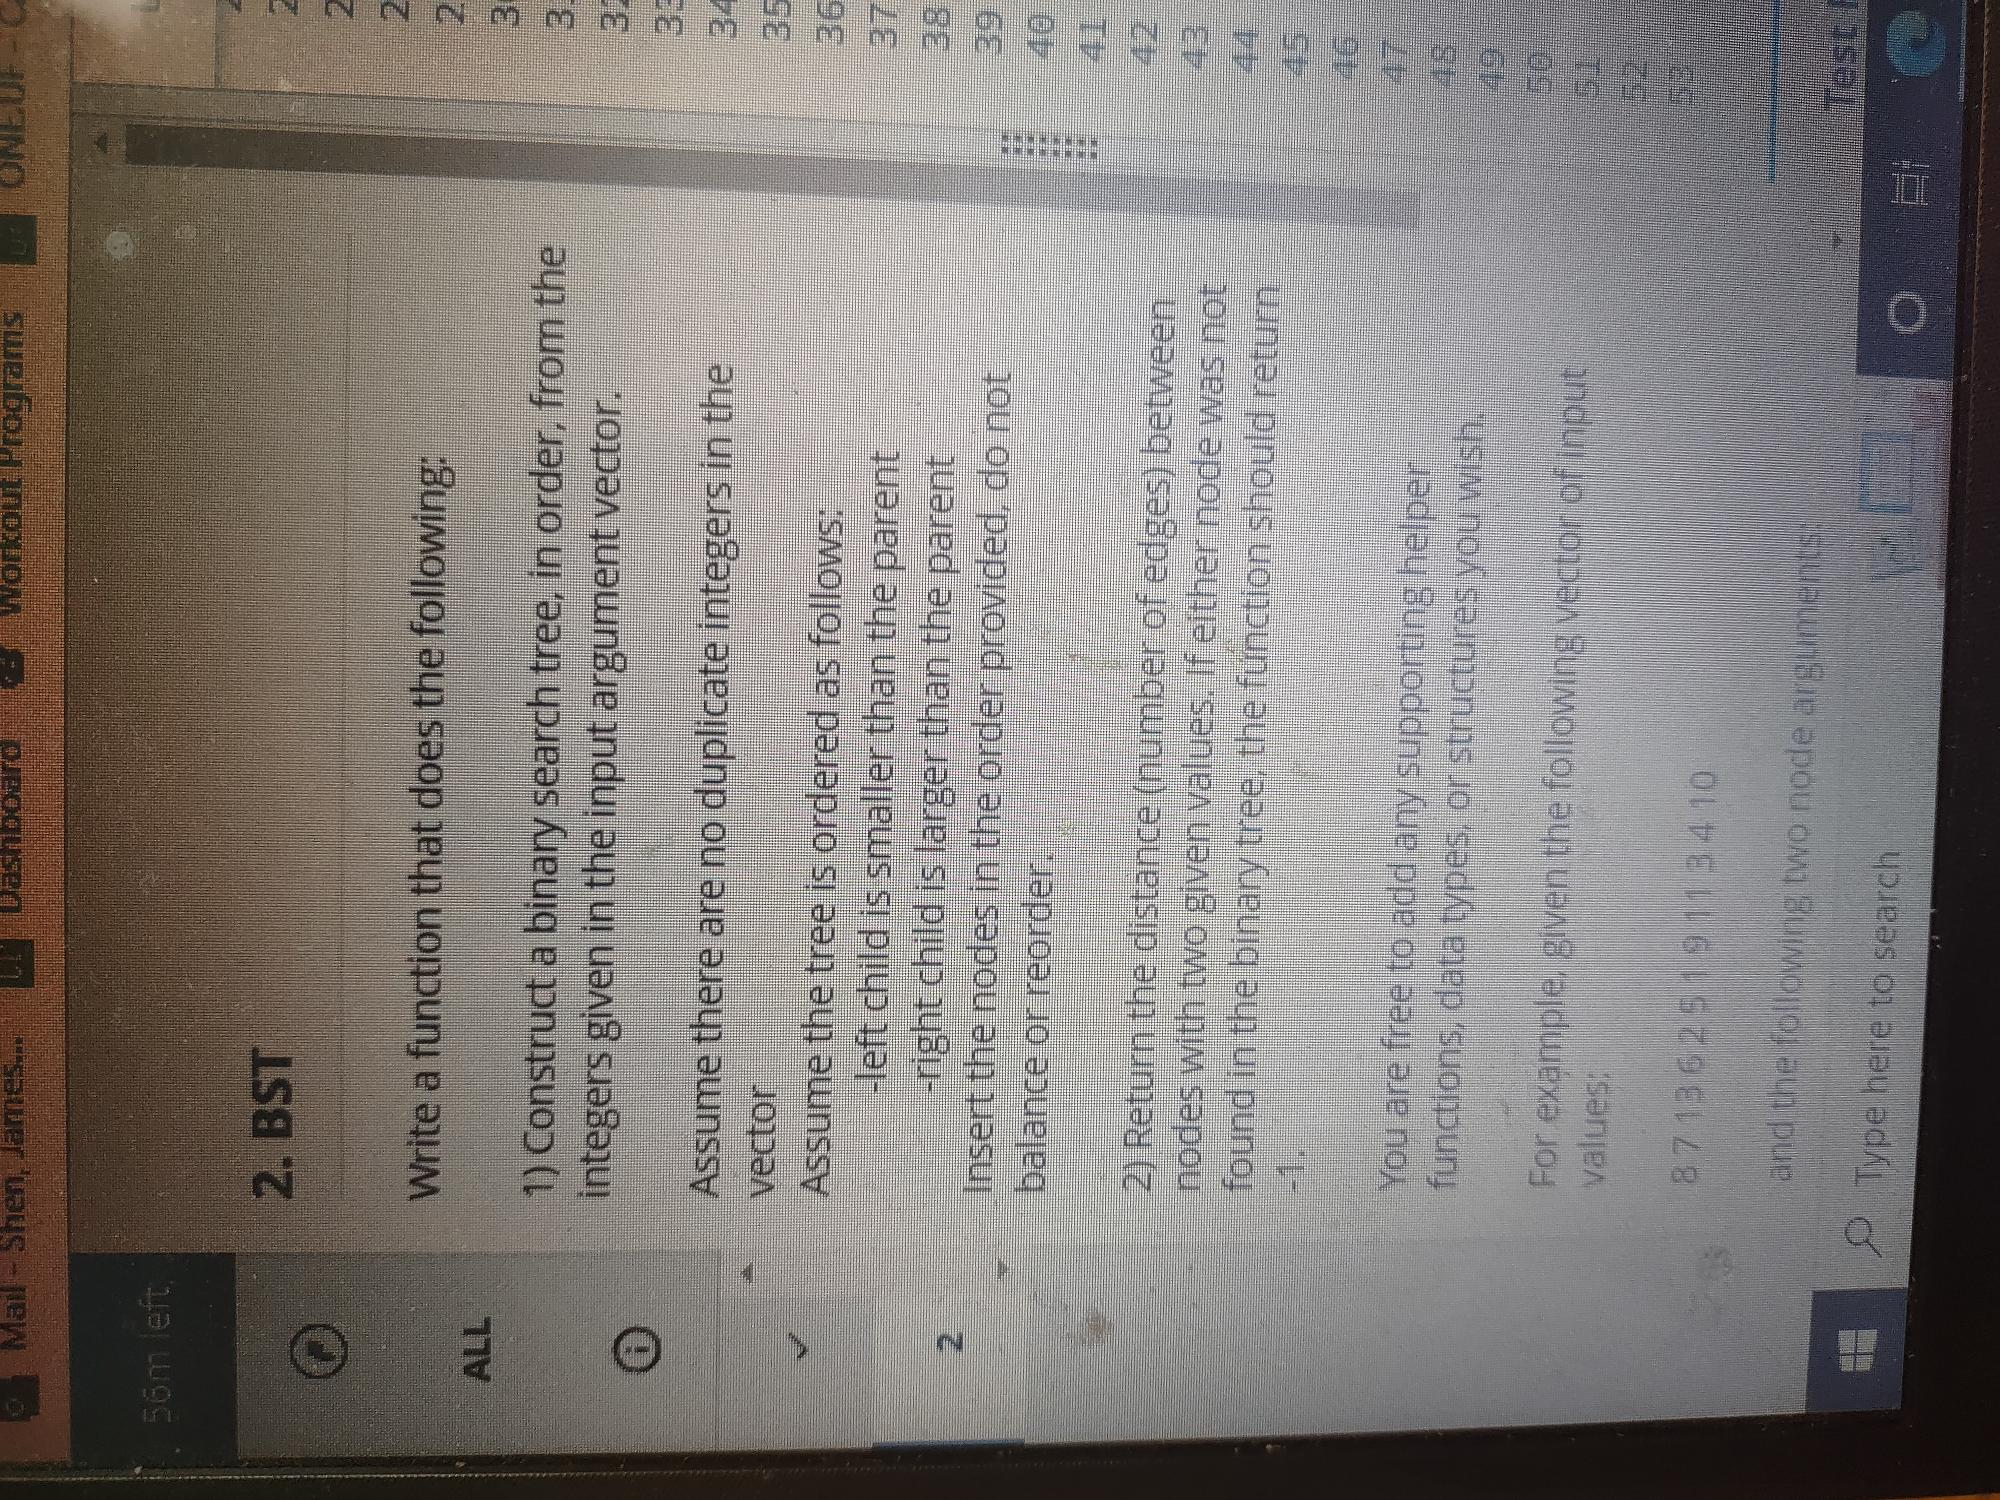 Mail - Shen, James...
Dashboard
Workout Programs
ONE.UF -
56m left
2. BST
Write a function that does the following:
ALL
1) Construct a binary search tree, in order, from the
integers given in the input argument vector.
Assume there are no duplicate integers in the
vector
Assume the tree is ordered as follows:
-left child is smaller than the parent
-right child is larger than the parent
2
Insert the nodes in the order provided, do not
balance or reorder.
2) Return the distance (number of edges) between
nodes with two given values. If either node was not
found in the binary tree, the function should return
-1.
You are free to add any supporting helper
functions, data types, or structures you wish.
For example, given the following vector of input
values:
8 7 13 6 2 5 1 9 11 3 4 10
and the following two node arguments:
33
34
35
36
37
38
39
40
41
42
43
44
45
46
47
48
49
50
51
52
53
Test
Type here to search